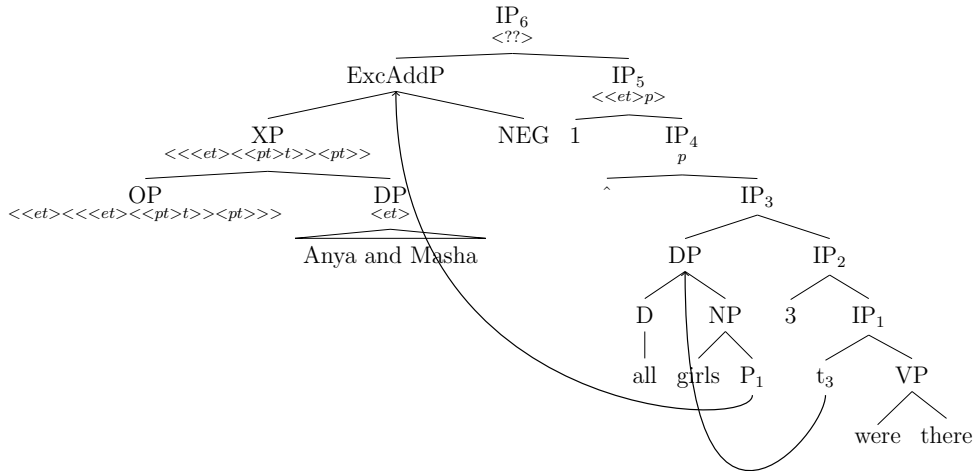 IP₆
<??>
ExcAddP IP₅
<<et>p>
XP NEG 1 IP₄
<<<et><<pt>t>><pt>> p
OP DP ^ IP₃
<<et><<<et><<pt>t>><pt>>> <et>
Anya and Masha DP IP₂
D NP 3 IP₁
all girls P₁ t₃ VP
were there